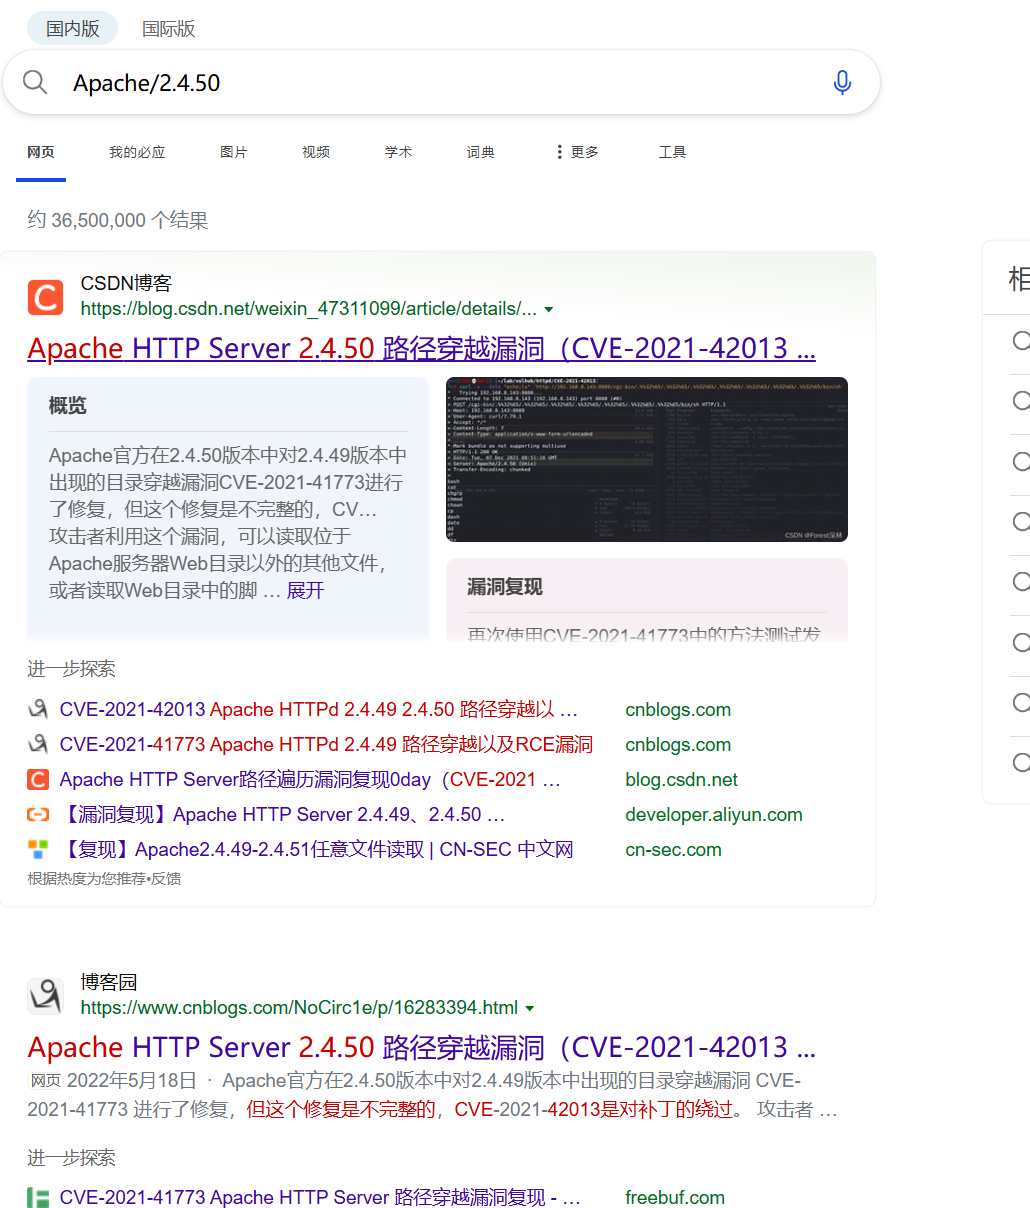 国内版 国际版
Apache/2.4.50
网页 我的必应 图片 视频 学术 词典 更多 工具
约 36,500,000 个结果
相
CSDN博客
https://blog.csdn.net/weixin_47311099/article/details/...
Apache HTTP Server 2.4.50 路径穿越漏洞（CVE-2021-42013 ...
概览
Apache官方在2.4.50版本中对2.4.49版本中
出现的目录穿越漏洞CVE-2021-41773进行
了修复，但这个修复是不完整的，CV…
攻击者利用这个漏洞，可以读取位于
Apache服务器Web目录以外的其他文件，
或者读取Web目录中的脚 … 展开
CSDN @Forest深林
漏洞复现
再次使用CVE-2021-41773中的方法测试发
进一步探索
CVE-2021-42013 Apache HTTPd 2.4.49 2.4.50 路径穿越以 … cnblogs.com
CVE-2021-41773 Apache HTTPd 2.4.49 路径穿越以及RCE漏洞 cnblogs.com
Apache HTTP Server路径遍历漏洞复现0day（CVE-2021 … blog.csdn.net
【漏洞复现】Apache HTTP Server 2.4.49、2.4.50 … developer.aliyun.com
【复现】Apache2.4.49-2.4.51任意文件读取 | CN-SEC 中文网 cn-sec.com
根据热度为您推荐•反馈
博客园
https://www.cnblogs.com/NoCirc1e/p/16283394.html
Apache HTTP Server 2.4.50 路径穿越漏洞（CVE-2021-42013 ...
网页 2022年5月18日 · Apache官方在2.4.50版本中对2.4.49版本中出现的目录穿越漏洞 CVE-
2021-41773 进行了修复，但这个修复是不完整的，CVE-2021-42013是对补丁的绕过。 攻击者 …
进一步探索
CVE-2021-41773 Apache HTTP Server 路径穿越漏洞复现 - … freebuf.com